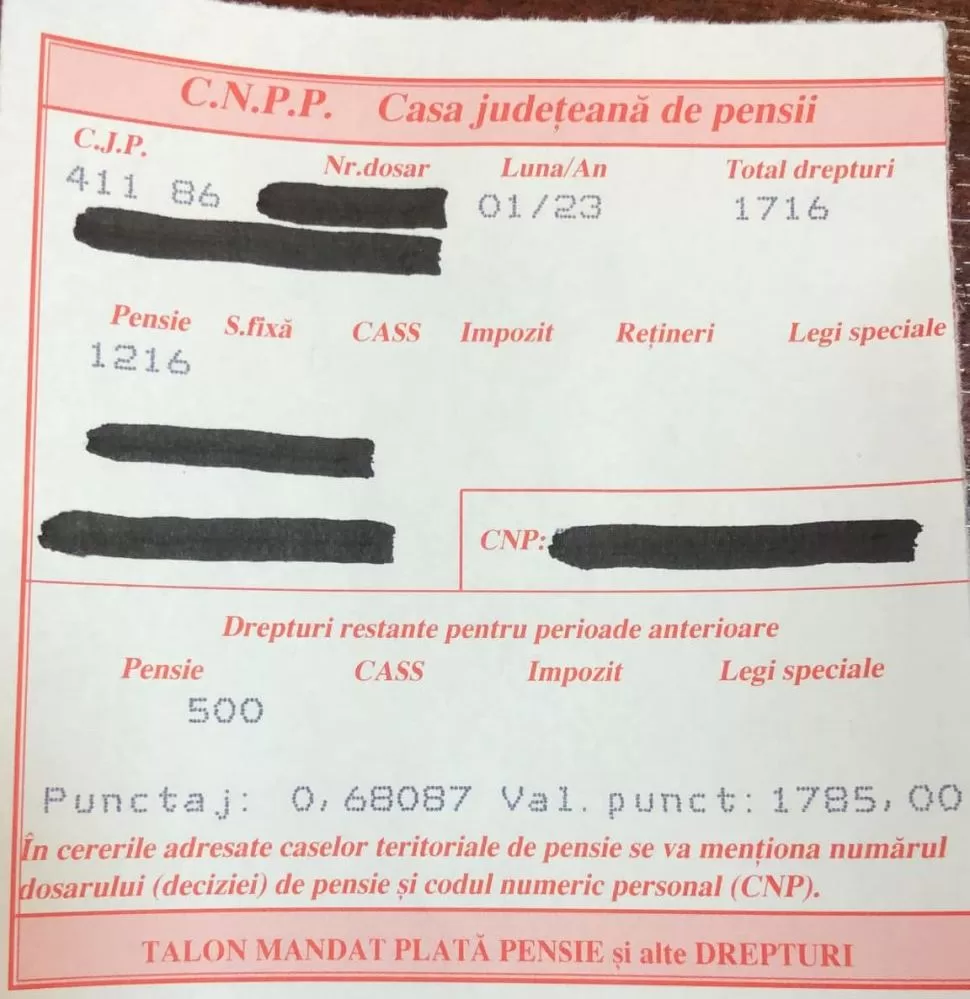 C.N.P.P. Casa județeană de pensii
C.J.P. Nr.dosar Luna/An Total drepturi
411 86 01/23 1716
Pensie S.fixă CASS Impozit Rețineri Legi speciale
1216
CNP:
Drepturi restante pentru perioade anterioare
Pensie CASS Impozit Legi speciale
500
Punctaj: 0,68087 Val. punct: 1785,00
În cererile adresate caselor teritoriale de pensie se va menționa numărul
dosarului (deciziei) de pensie și codul numeric personal (CNP).
TALON MANDAT PLATĂ PENSIE și alte DREPTURI